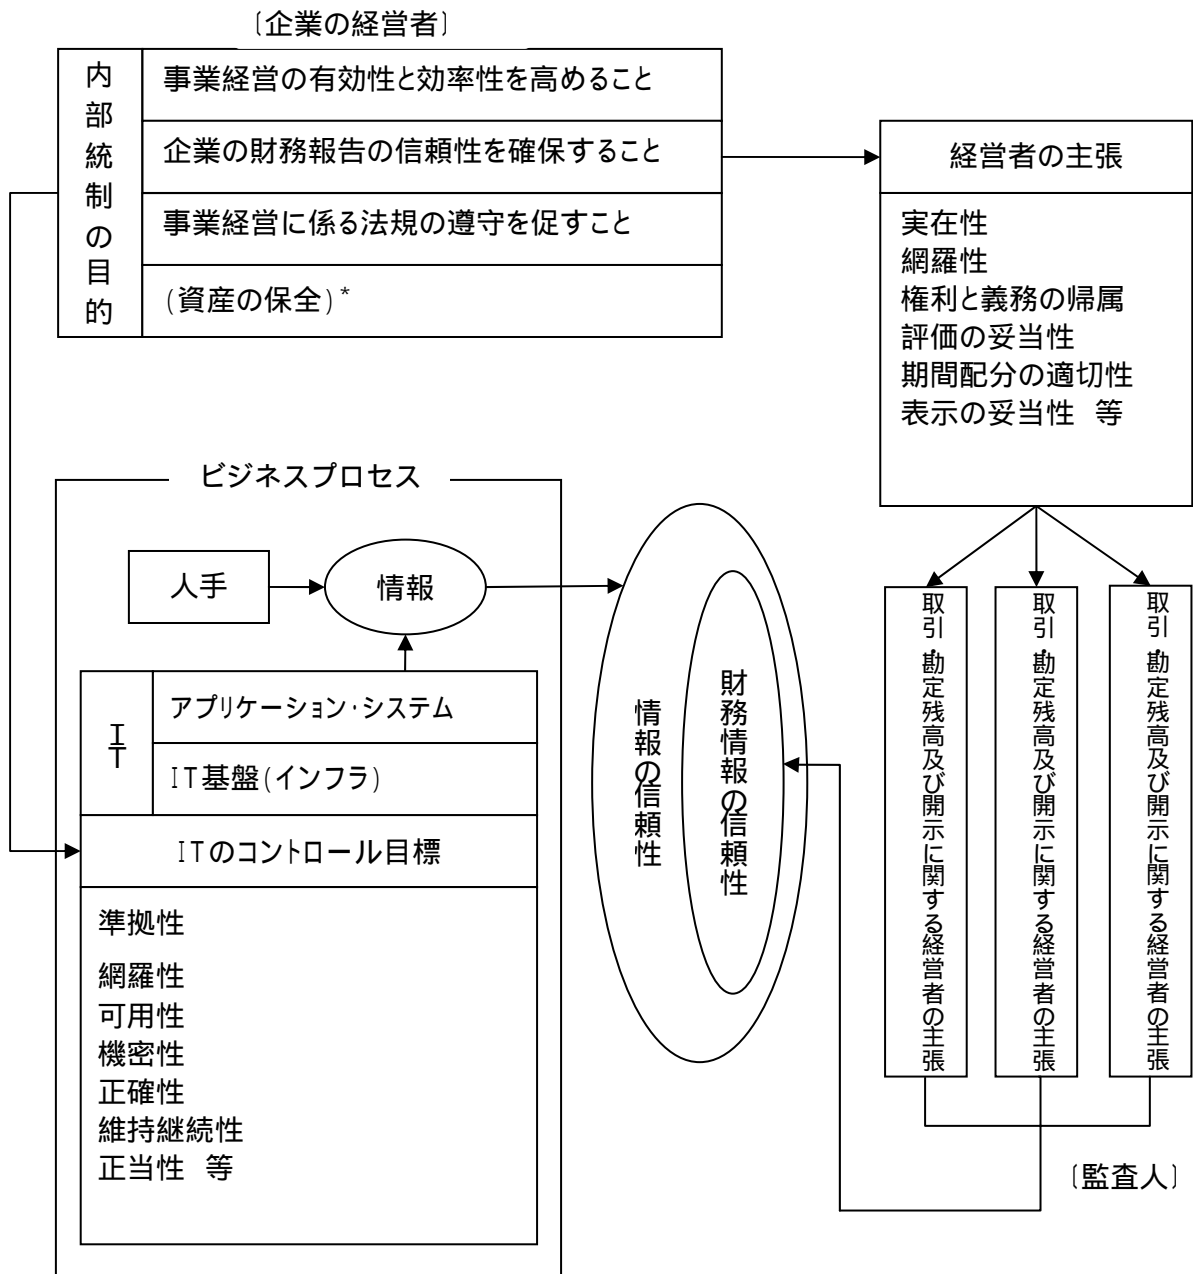 〔企業の経営者〕
内部統制の目的
事業経営の有効性と効率性を高めること
企業の財務報告の信頼性を確保すること
事業経営に係る法規の遵守を促すこと
(資産の保全)*
経営者の主張
実在性
網羅性
権利と義務の帰属
評価の妥当性
期間配分の適切性
表示の妥当性 等
ビジネスプロセス
人手
情報
IT
アプリケーション・システム
IT基盤(インフラ)
ITのコントロール目標
準拠性
網羅性
可用性
機密性
正確性
維持継続性
正当性 等
情報の信頼性
財務情報の信頼性
取引・勘定残高及び開示に関する経営者の主張
取引・勘定残高及び開示に関する経営者の主張
取引・勘定残高及び開示に関する経営者の主張
〔監査人〕